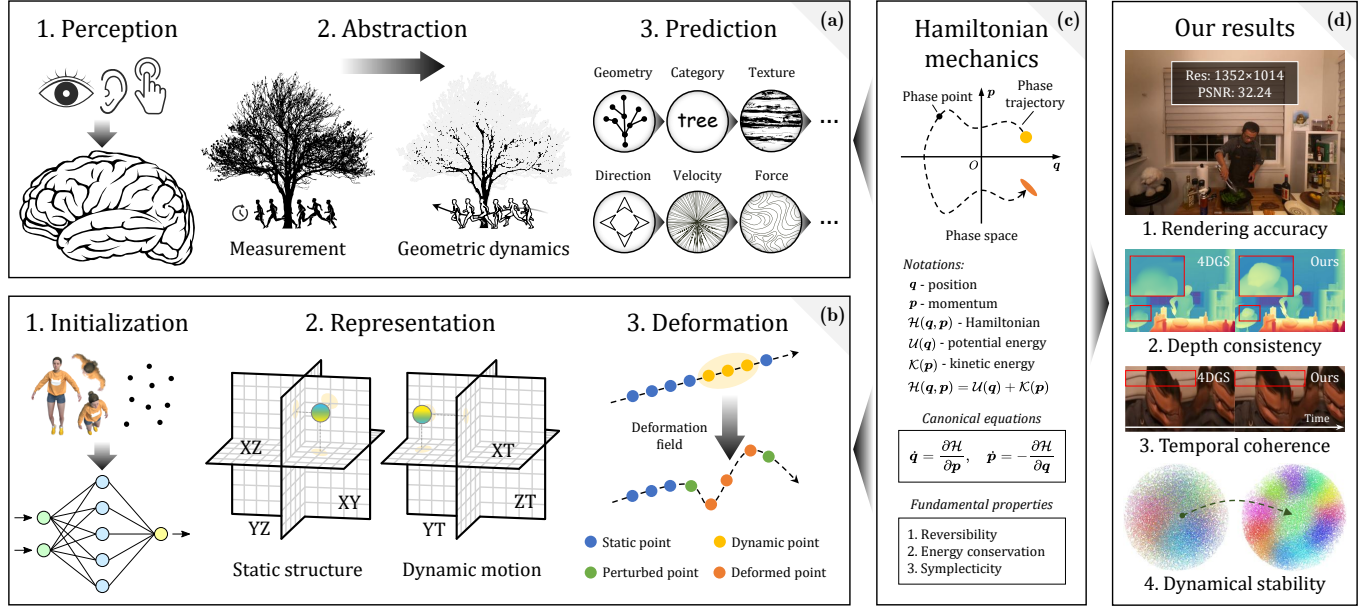 (a)
1. Perception
2. Abstraction
3. Prediction
Geometry
Category
Texture
tree
...
Direction
Velocity
Force
...
Measurement
Geometric dynamics
(b)
1. Initialization
2. Representation
3. Deformation
XZ
XY
YZ
XT
ZT
YT
Static structure
Dynamic motion
Deformation
field
Static point
Dynamic point
Perturbed point
Deformed point
(c)
Hamiltonian
mechanics
p
Phase point
Phase
trajectory
O
q
Phase space
Notations:
q - position
p - momentum
ℋ(q, p) - Hamiltonian
𝒰(q) - potential energy
𝒦(p) - kinetic energy
ℋ(q, p) = 𝒰(q) + 𝒦(p)
Canonical equations
q̇ = ∂ℋ/∂p, ṗ = −∂ℋ/∂q
Fundamental properties
1. Reversibility
2. Energy conservation
3. Symplecticity
(d)
Our results
Res: 1352×1014
PSNR: 32.24
1. Rendering accuracy
4DGS
Ours
2. Depth consistency
4DGS
Ours
Time
3. Temporal coherence
4. Dynamical stability